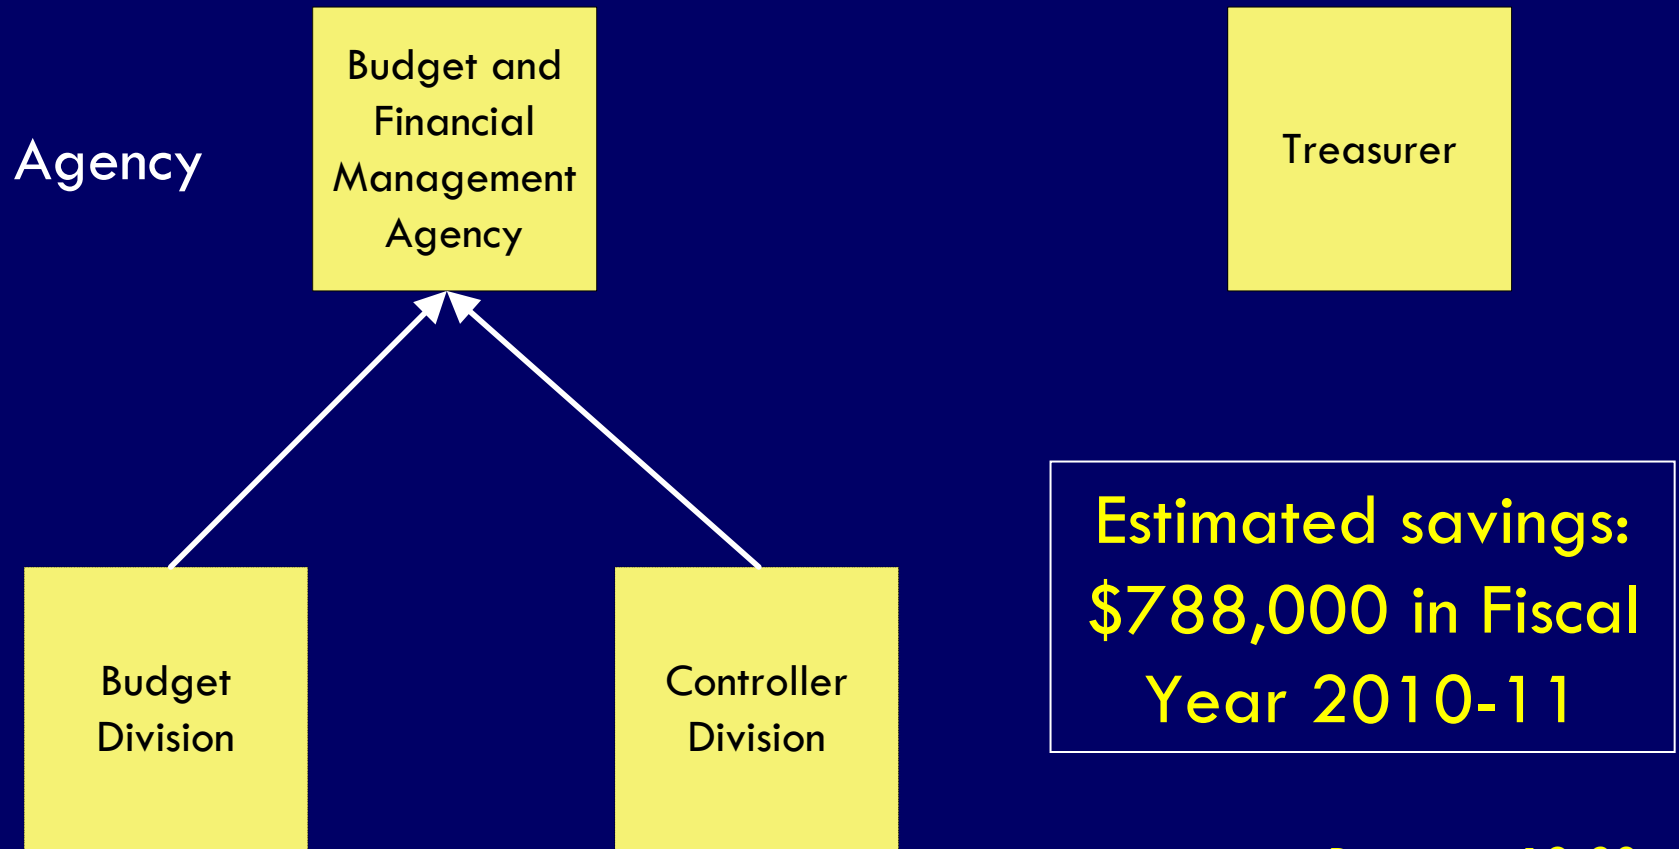 Agency
Budget and
Financial
Management
Agency
Treasurer
Budget
Division
Controller
Division
Estimated savings:
$788,000 in Fiscal
Year 2010-11